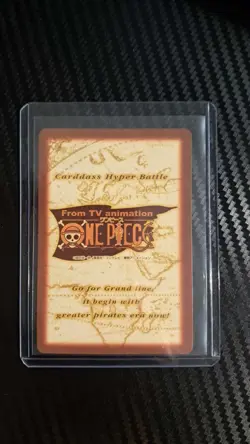 Carddass Hyper Battle
From TV animation
ワンピース
ONE PIECE
Go for Grand line,
it begin with
greater pirates era now!